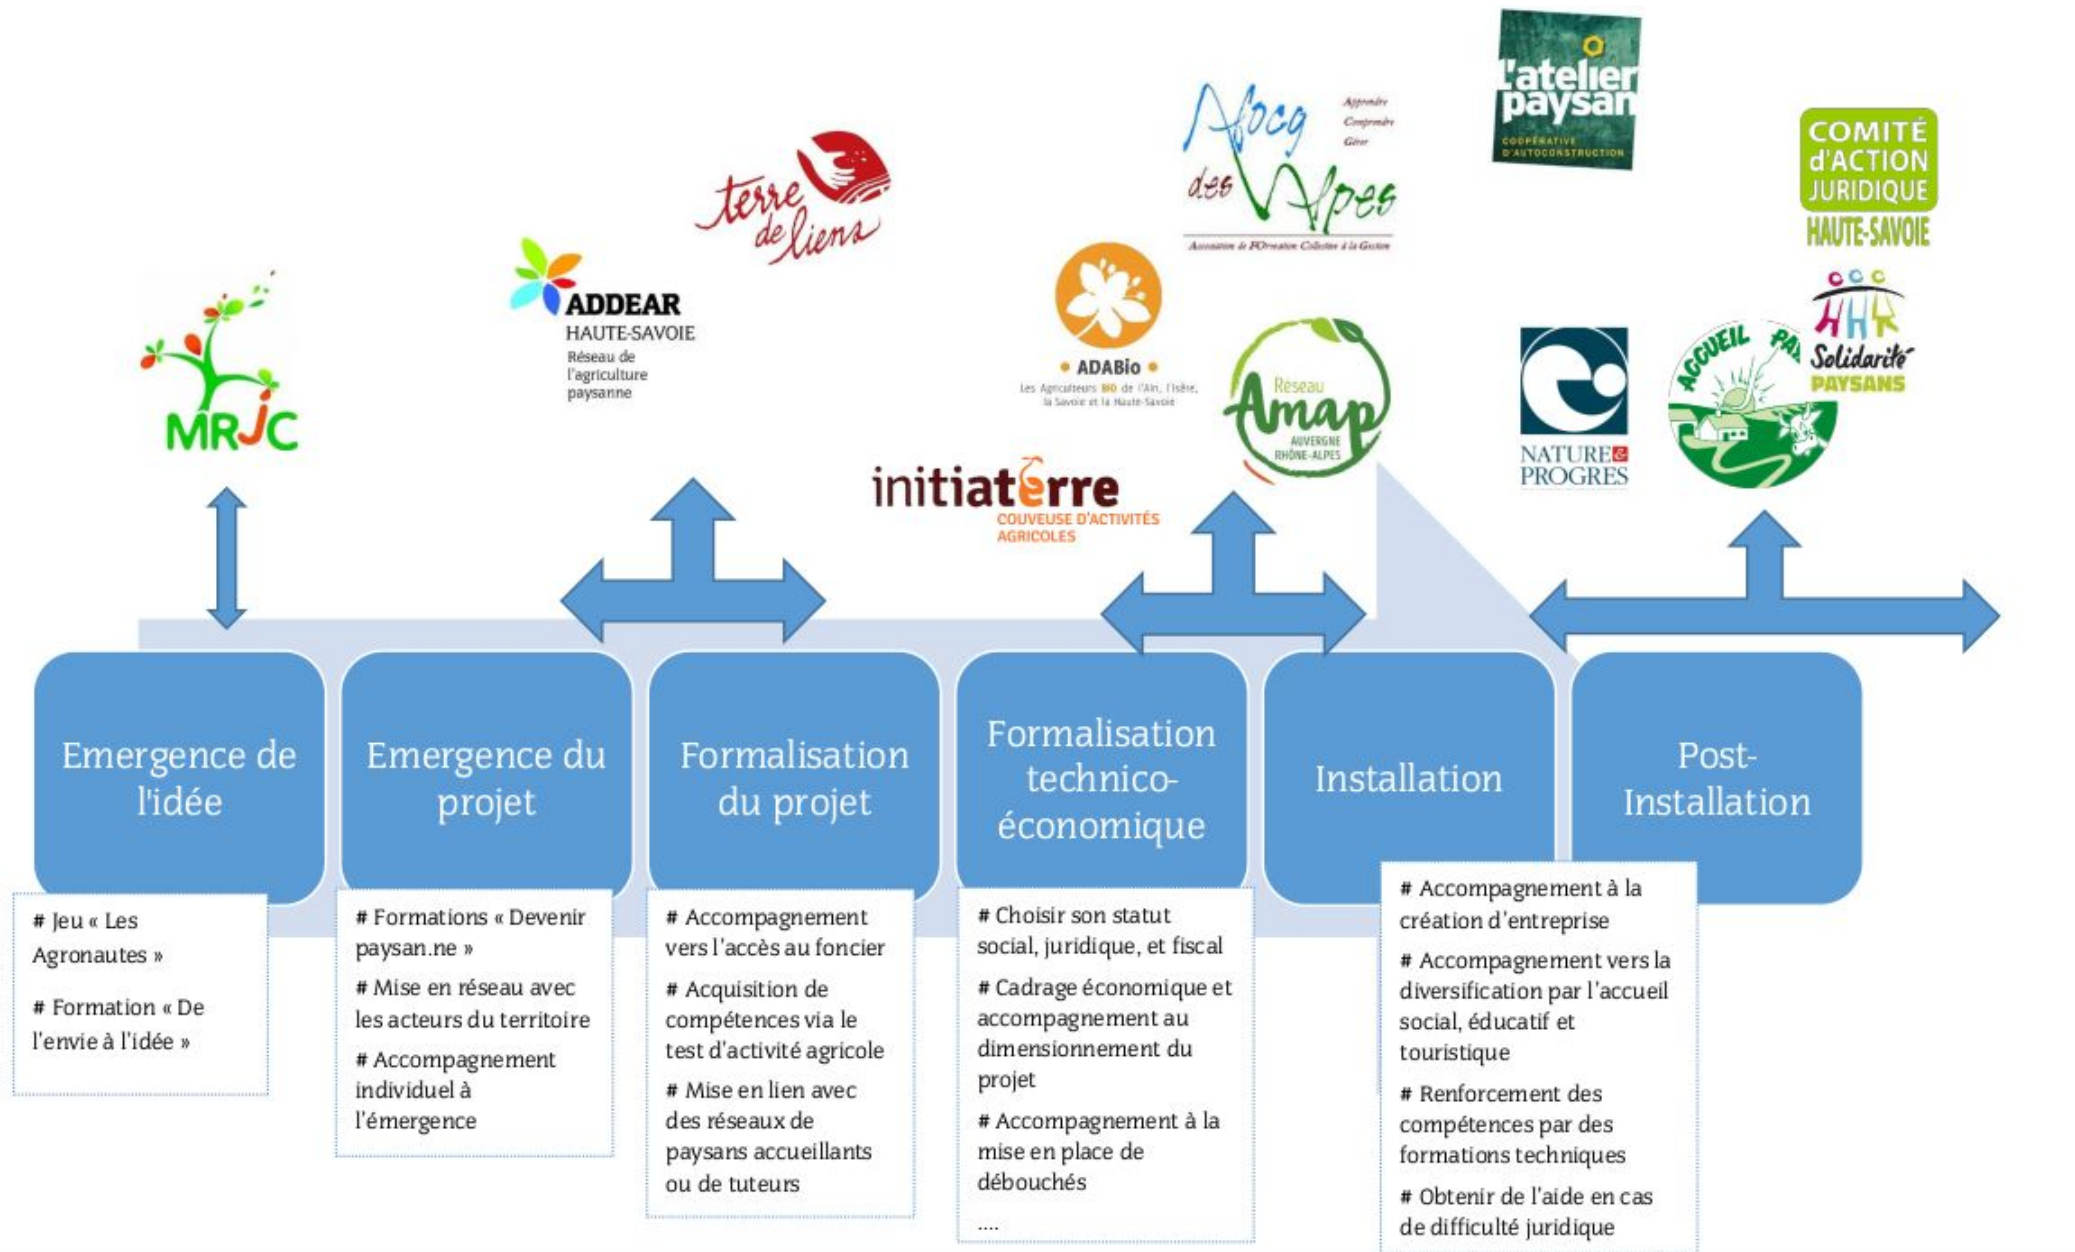 l'atelier
paysan
COOPÉRATIVE
D'AUTOCONSTRUCTION
Afocg
des Alpes
Apprendre
Comprendre
Gérer
Association de FOrmation Collective à la Gestion
COMITÉ
d'ACTION
JURIDIQUE
HAUTE-SAVOIE
terre
de liens
ADDEAR
HAUTE-SAVOIE
Réseau de
l'agriculture
paysanne
MRJC
• ADABio •
Les Agriculteurs BIO de l'Ain, l'Isère,
la Savoie et la Haute-Savoie
Réseau
Amap
AUVERGNE
RHÔNE-ALPES
initiaterre
COUVEUSE D'ACTIVITÉS
AGRICOLES
NATURE &
PROGRES
ACCUEIL PA
Solidarité
PAYSANS
Emergence de
l'idée
Emergence du
projet
Formalisation
du projet
Formalisation
technico-
économique
Installation
Post-
Installation
# Jeu « Les
Agronautes »
# Formation « De
l'envie à l'idée »
# Formations « Devenir
paysan.ne »
# Mise en réseau avec
les acteurs du territoire
# Accompagnement
individuel à
l'émergence
# Accompagnement
vers l'accès au foncier
# Acquisition de
compétences via le
test d'activité agricole
# Mise en lien avec
des réseaux de
paysans accueillants
ou de tuteurs
# Choisir son statut
social, juridique, et fiscal
# Cadrage économique et
accompagnement au
dimensionnement du
projet
# Accompagnement à la
mise en place de
débouchés
....
# Accompagnement à la
création d'entreprise
# Accompagnement vers la
diversification par l'accueil
social, éducatif et
touristique
# Renforcement des
compétences par des
formations techniques
# Obtenir de l'aide en cas
de difficulté juridique